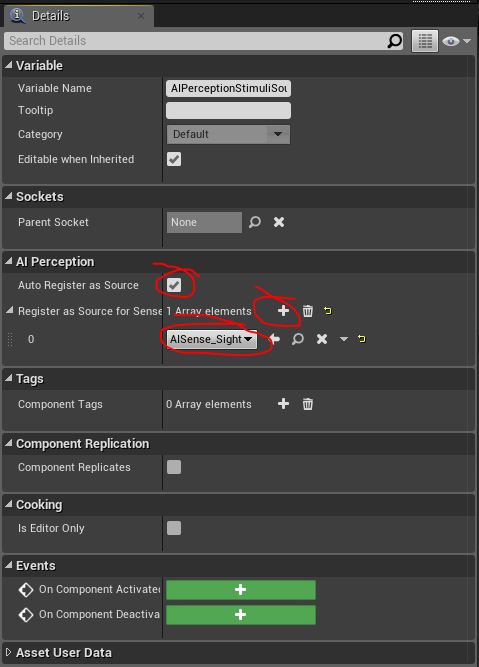 Details
Search Details
Variable
Variable Name AIPerceptionStimuliSou
Tooltip
Category Default
Editable when Inherited
Sockets
Parent Socket None
AI Perception
Auto Register as Source
Register as Source for Sense 1 Array elements
0 AISense_Sight
Tags
Component Tags 0 Array elements
Component Replication
Component Replicates
Cooking
Is Editor Only
Events
On Component Activated
On Component Deactiva
Asset User Data